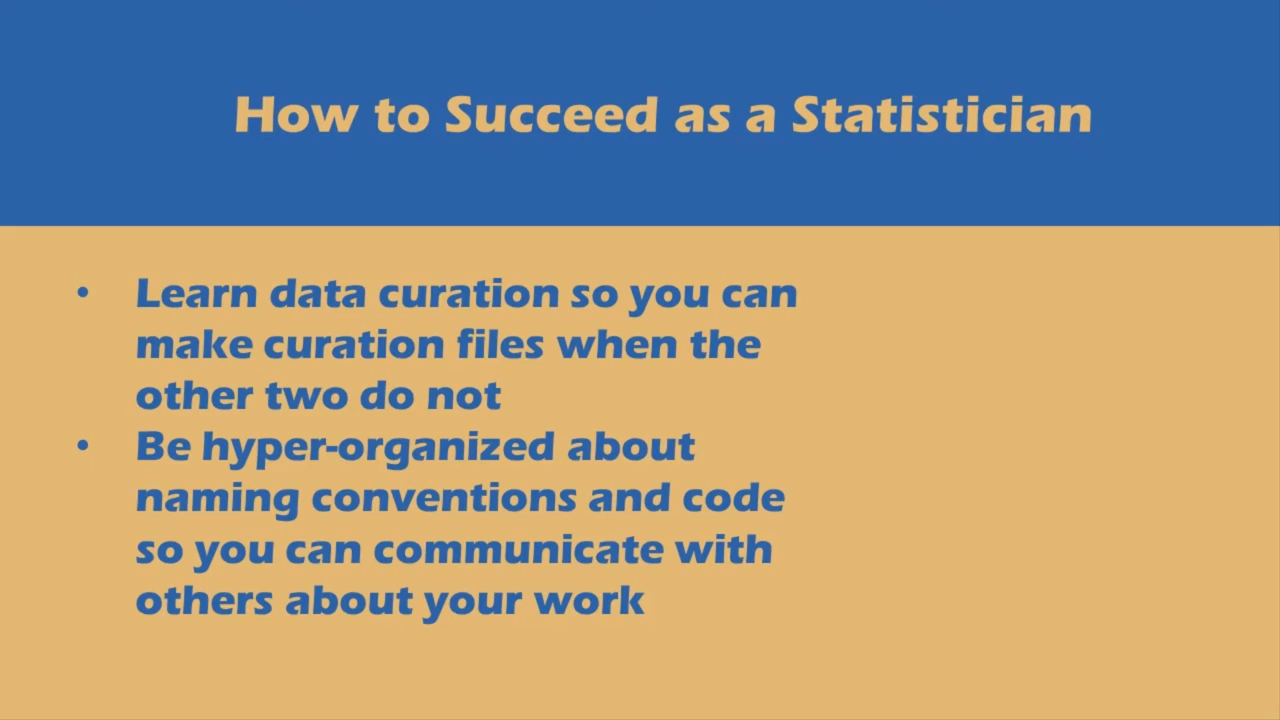 How to Succeed as a Statistician
• Learn data curation so you can
make curation files when the
other two do not
• Be hyper-organized about
naming conventions and code
so you can communicate with
others about your work